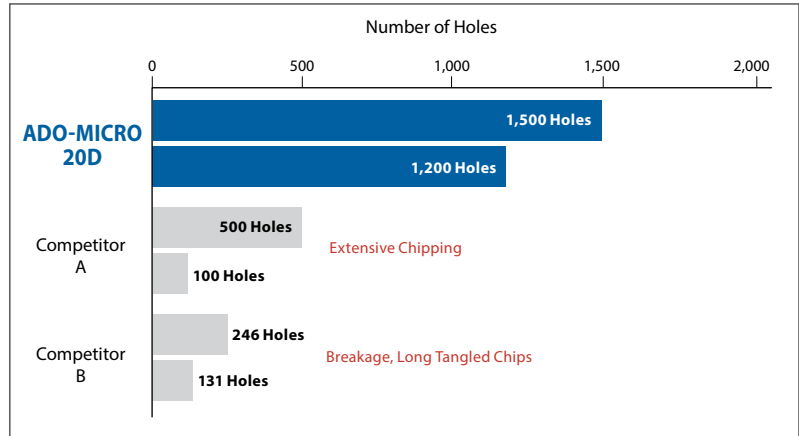 Number of Holes
0 500 1,000 1,500 2,000
ADO-MICRO
20D
1,500 Holes
1,200 Holes
Competitor
A
500 Holes
Extensive Chipping
100 Holes
Competitor
B
246 Holes
Breakage, Long Tangled Chips
131 Holes